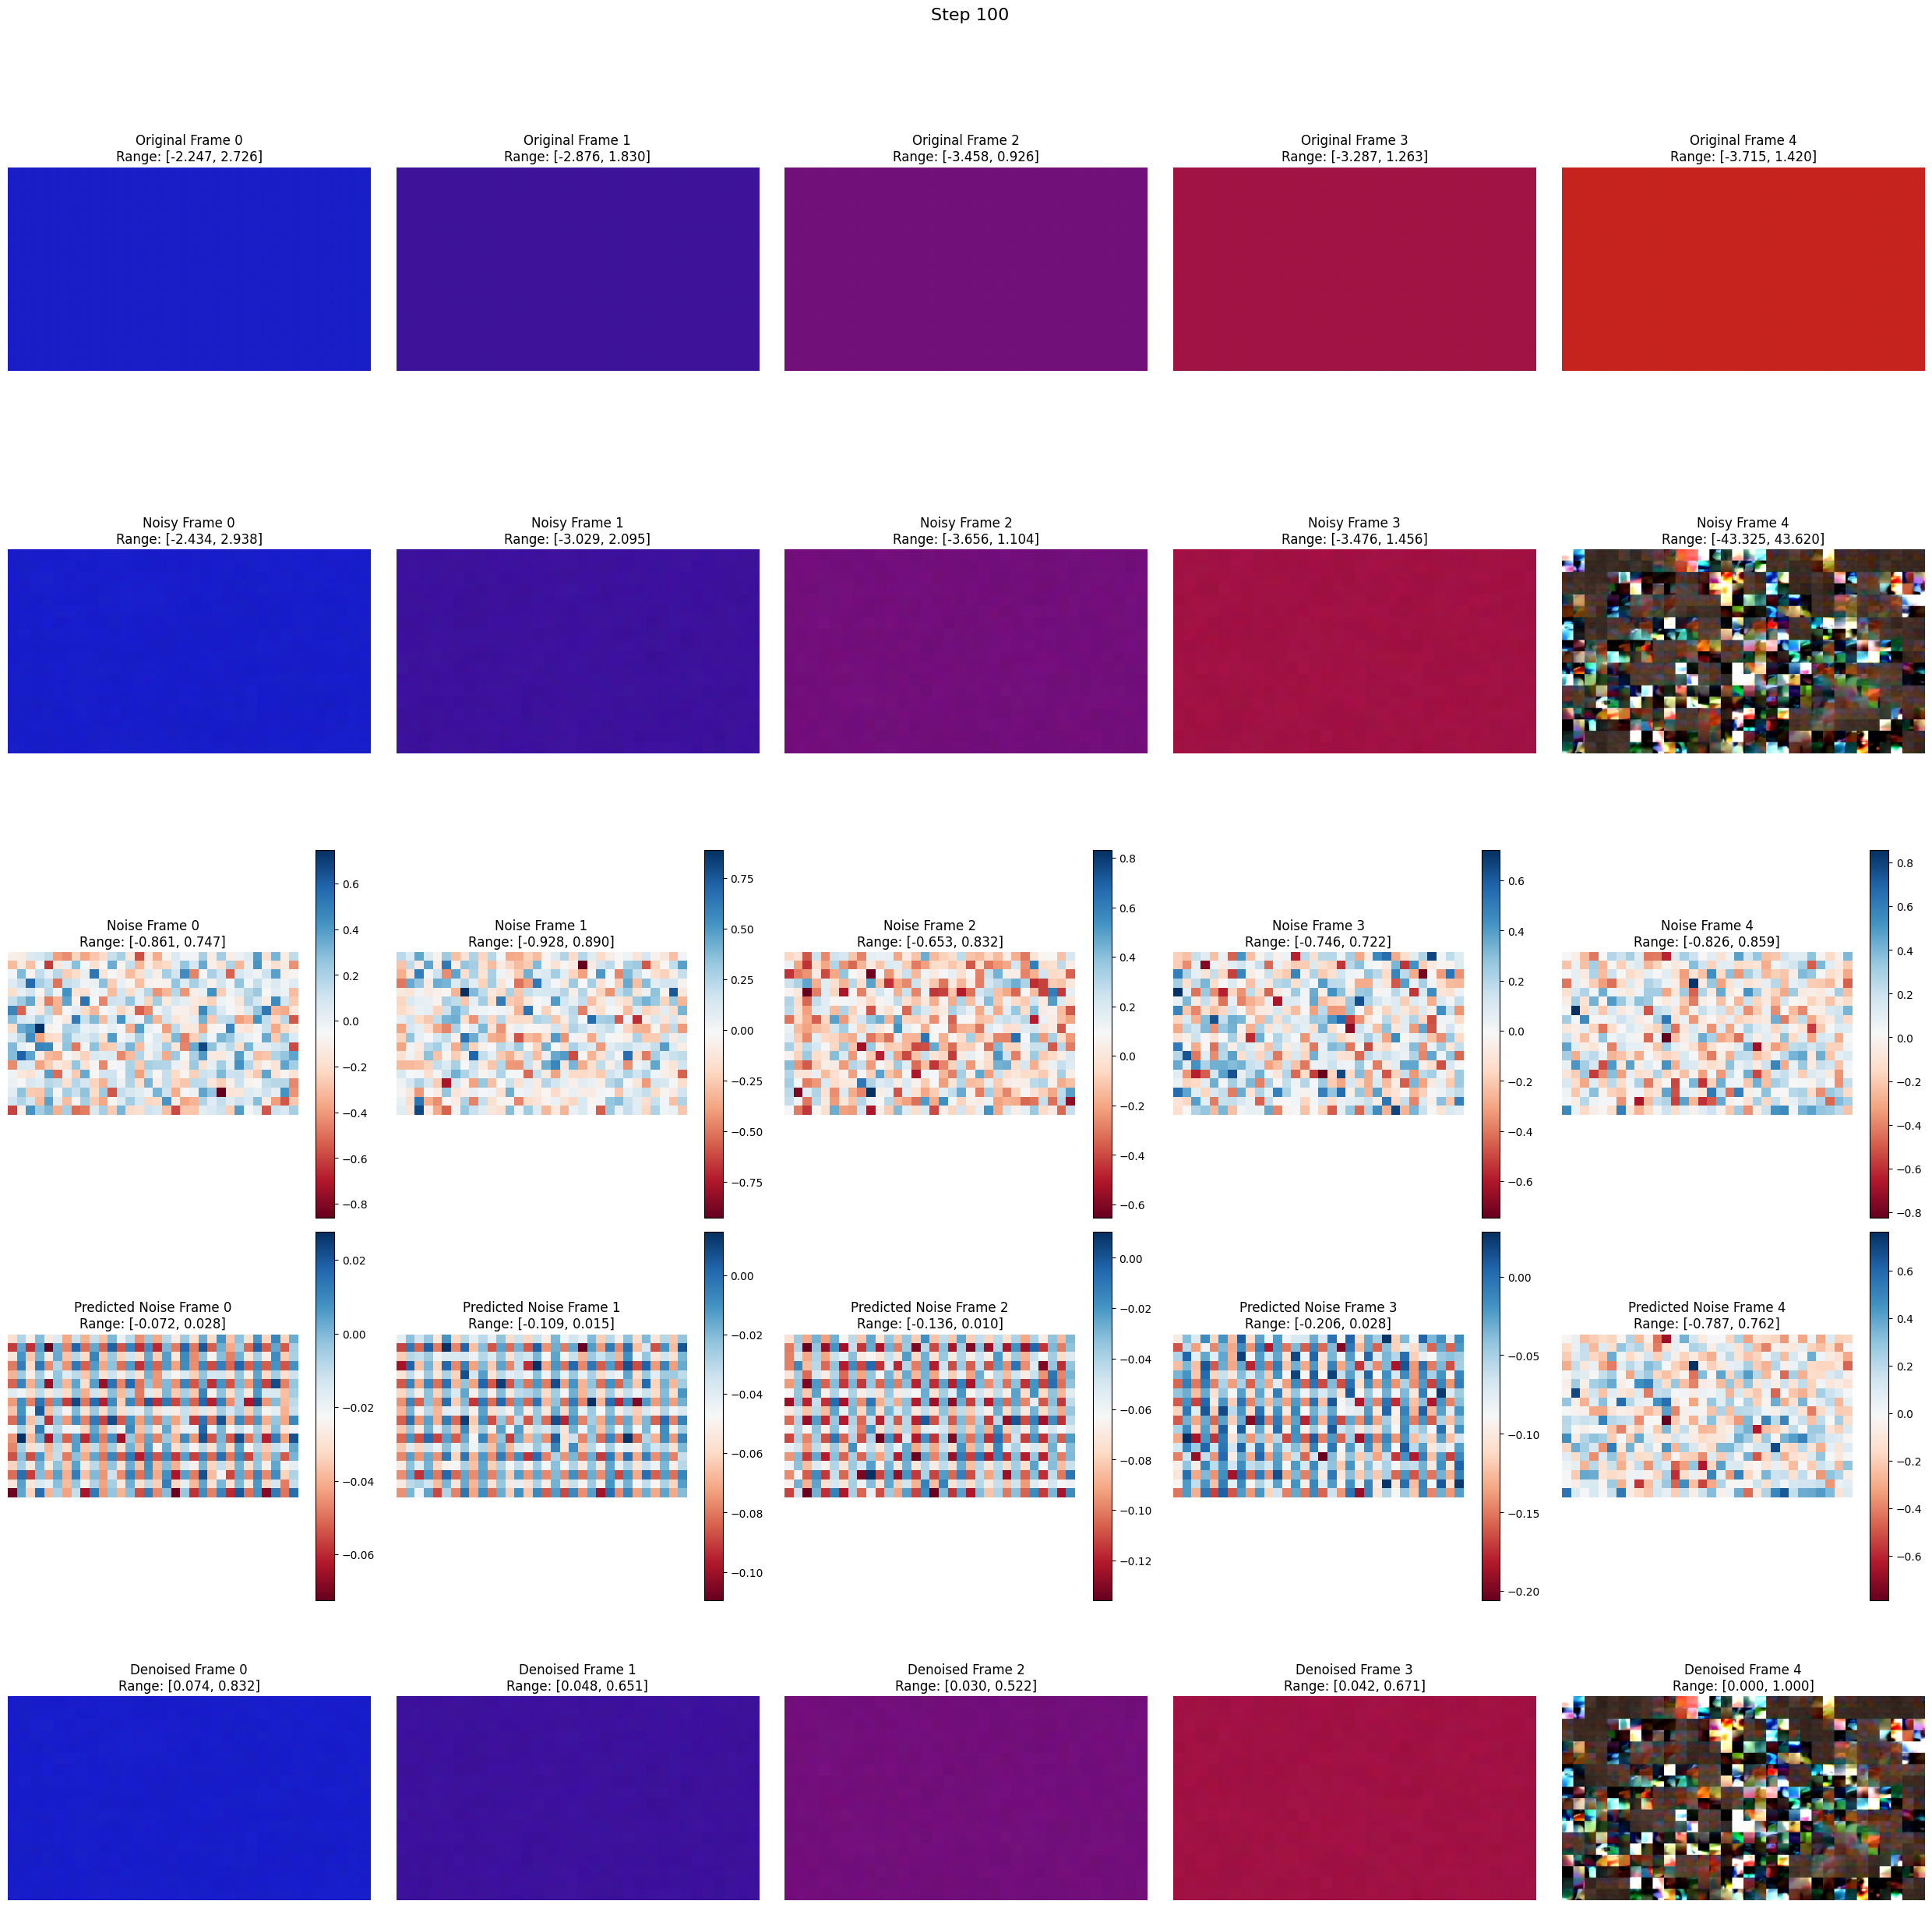 Step 100
Original Frame 0
Range: [-2.247, 2.726]
Original Frame 1
Range: [-2.876, 1.830]
Original Frame 2
Range: [-3.458, 0.926]
Original Frame 3
Range: [-3.287, 1.263]
Original Frame 4
Range: [-3.715, 1.420]
Noisy Frame 0
Range: [-2.434, 2.938]
Noisy Frame 1
Range: [-3.029, 2.095]
Noisy Frame 2
Range: [-3.656, 1.104]
Noisy Frame 3
Range: [-3.476, 1.456]
Noisy Frame 4
Range: [-43.325, 43.620]
Noise Frame 0
Range: [-0.861, 0.747]
0.6
0.4
0.2
0.0
−0.2
−0.4
−0.6
−0.8
Noise Frame 1
Range: [-0.928, 0.890]
0.75
0.50
0.25
0.00
−0.25
−0.50
−0.75
Noise Frame 2
Range: [-0.653, 0.832]
0.8
0.6
0.4
0.2
0.0
−0.2
−0.4
−0.6
Noise Frame 3
Range: [-0.746, 0.722]
0.6
0.4
0.2
0.0
−0.2
−0.4
−0.6
Noise Frame 4
Range: [-0.826, 0.859]
0.8
0.6
0.4
0.2
0.0
−0.2
−0.4
−0.6
−0.8
Predicted Noise Frame 0
Range: [-0.072, 0.028]
0.02
0.00
−0.02
−0.04
−0.06
Predicted Noise Frame 1
Range: [-0.109, 0.015]
0.00
−0.02
−0.04
−0.06
−0.08
−0.10
Predicted Noise Frame 2
Range: [-0.136, 0.010]
0.00
−0.02
−0.04
−0.06
−0.08
−0.10
−0.12
Predicted Noise Frame 3
Range: [-0.206, 0.028]
0.00
−0.05
−0.10
−0.15
−0.20
Predicted Noise Frame 4
Range: [-0.787, 0.762]
0.6
0.4
0.2
0.0
−0.2
−0.4
−0.6
Denoised Frame 0
Range: [0.074, 0.832]
Denoised Frame 1
Range: [0.048, 0.651]
Denoised Frame 2
Range: [0.030, 0.522]
Denoised Frame 3
Range: [0.042, 0.671]
Denoised Frame 4
Range: [0.000, 1.000]